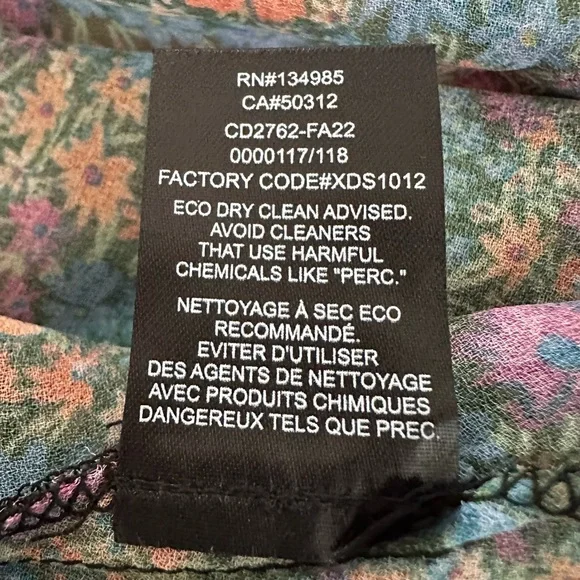 RN#134985
CA#50312
CD2762-FA22
0000117/118
FACTORY CODE#XDS1012
ECO DRY CLEAN ADVISED.
AVOID CLEANERS
THAT USE HARMFUL
CHEMICALS LIKE "PERC."
NETTOYAGE À SEC ECO
RECOMMANDÉ.
EVITER D'UTILISER
DES AGENTS DE NETTOYAGE
AVEC PRODUITS CHIMIQUES
DANGEREUX TELS QUE PREC.